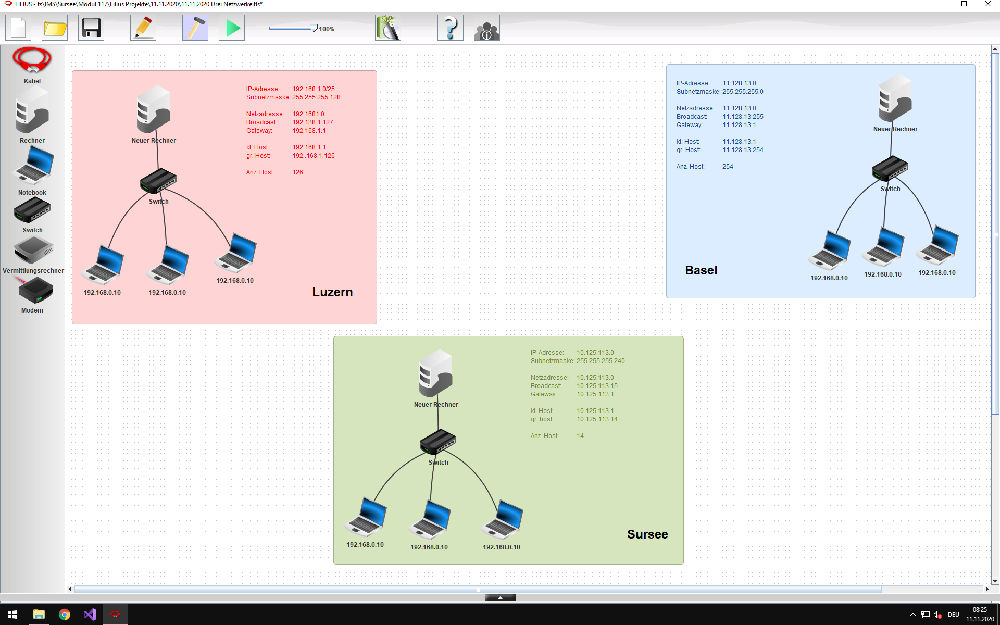 FILIUS - ts\IMS\Sursee\Modul 117\Filius Projekte\11.11.2020\11.11.2020 Drei Netzwerke.fls*
100%
Kabel
Rechner
Notebook
Switch
Vermittlungsrechner
Modem
Neuer Rechner
Switch
192.168.0.10
192.168.0.10
192.168.0.10
IP-Adresse: 192.168.1.0/25
Subnetzmaske: 255.255.255.128
Netzadresse: 192.1681.0
Broadcast: 192.138.1.127
Gateway: 192.168.1.1
kl. Host: 192.168.1.1
gr. Host: 192..168.1.126
Anz. Host: 126
Luzern
IP-Adresse: 11.128.13.0
Subnetzmaske: 255.255.255.0
Netzadresse: 11.128.13.0
Broadcast: 11.128.13.255
Gateway: 11.128.13.1
kl. Host: 11.128.13.1
gr. Host: 11.128.13.254
Anz. Host: 254
Neuer Rechner
Switch
192.168.0.10
192.168.0.10
192.168.0.10
Basel
Neuer Rechner
Switch
192.168.0.10
192.168.0.10
192.168.0.10
IP-Adresse: 10.125.113.0
Subnetzmaske: 255.255.255.240
Netzadresse: 10.125.113.0
Broadcast: 10.125.113.15
Gateway: 10.125.113.1
kl. Host: 10.125.113.1
gr. host: 10.125.113.14
Anz. Host: 14
Sursee
DEU
08:25
11.11.2020